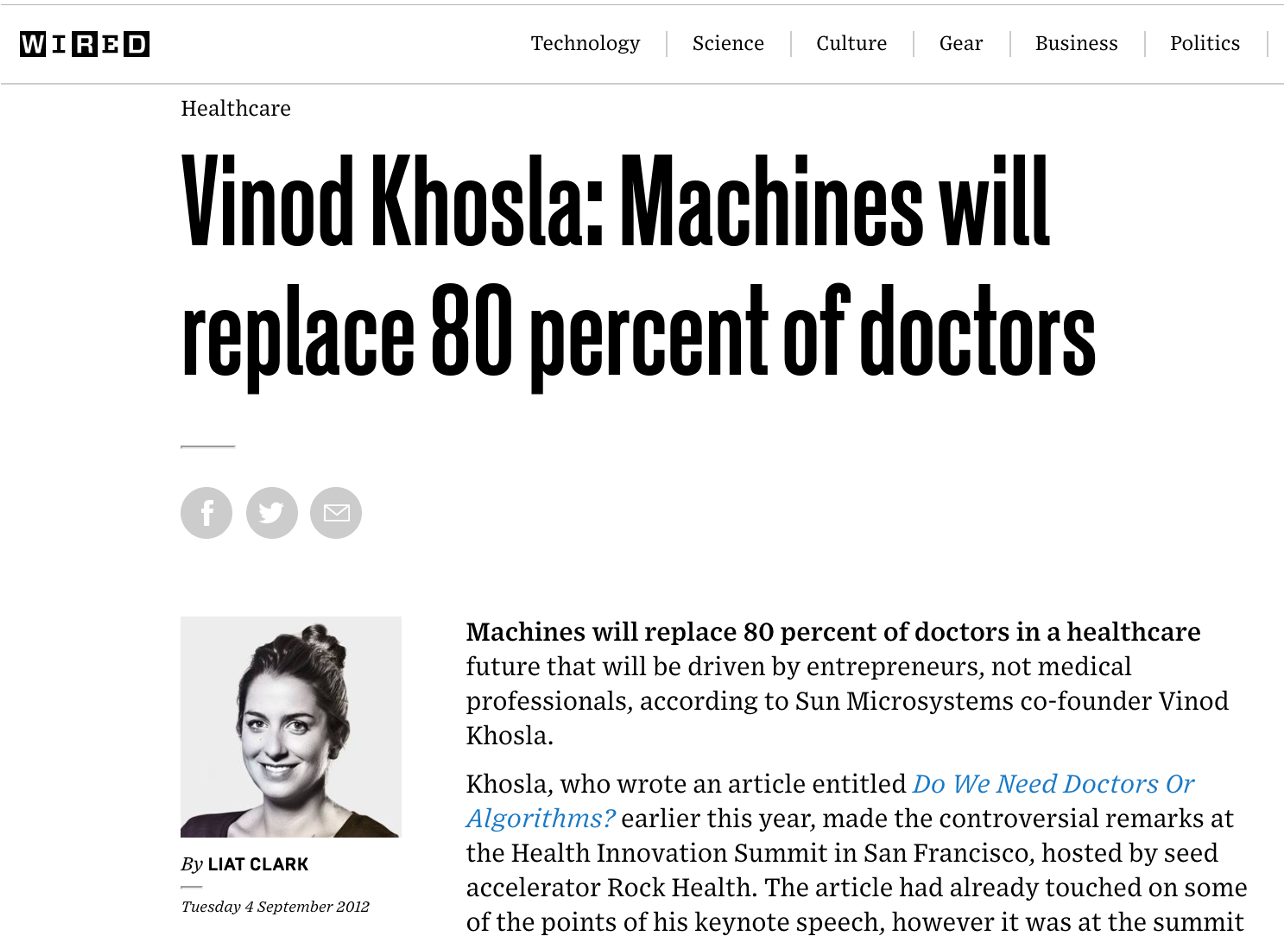 WIRED
Technology
Science
Culture
Gear
Business
Politics
Healthcare
Vinod Khosla: Machines will
replace 80 percent of doctors
Machines will replace 80 percent of doctors in a healthcare
future that will be driven by entrepreneurs, not medical
professionals, according to Sun Microsystems co-founder Vinod
Khosla.
Khosla, who wrote an article entitled Do We Need Doctors Or
Algorithms? earlier this year, made the controversial remarks at
the Health Innovation Summit in San Francisco, hosted by seed
accelerator Rock Health. The article had already touched on some
of the points of his keynote speech, however it was at the summit
By LIAT CLARK
Tuesday 4 September 2012